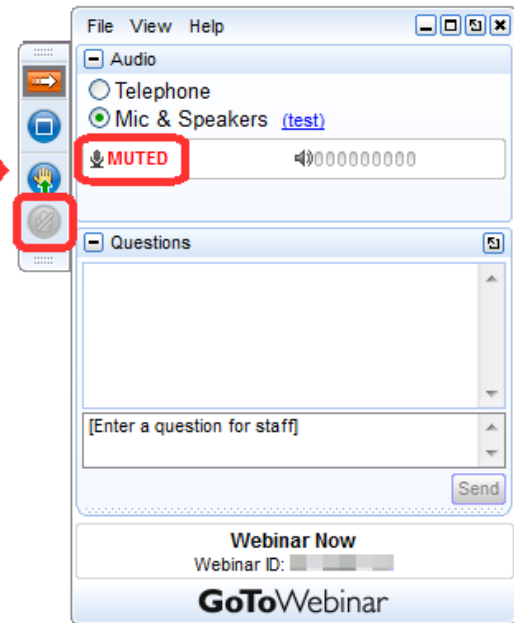 File View Help
Audio
Telephone
Mic & Speakers (test)
MUTED 000000000
Questions
[Enter a question for staff]
Send
Webinar Now
Webinar ID:
GoToWebinar